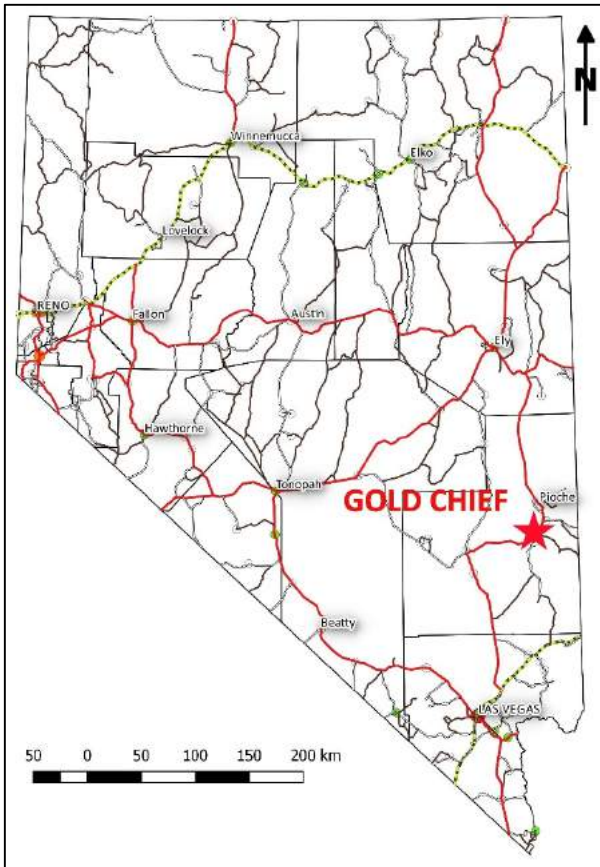 N
Winnemucca
Elko
Lovelock
RENO
Fallon
Austin
Ely
Hawthorne
Tonopah
GOLD CHIEF
Pioche
Beatty
LAS VEGAS
50 0 50 100 150 200 km